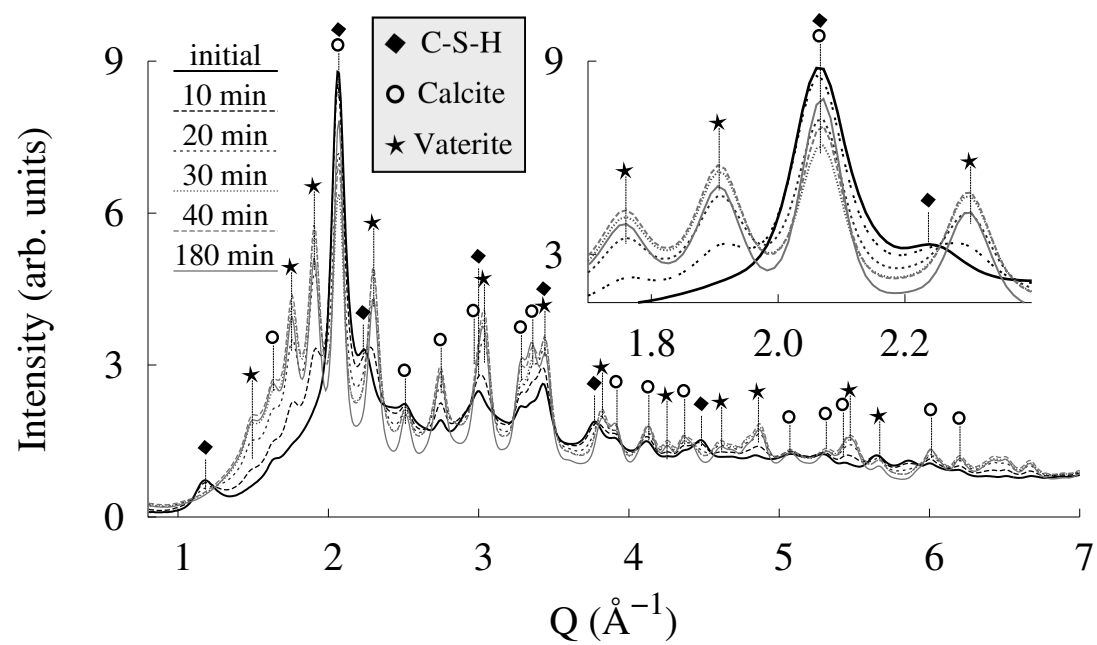 9
6
3
0
Intensity (arb. units)
initial
10 min
20 min
30 min
40 min
180 min
C-S-H
Calcite
Vaterite
9
3
1.8 2.0 2.2
1 2 3 4 5 6 7
Q (Å⁻¹)